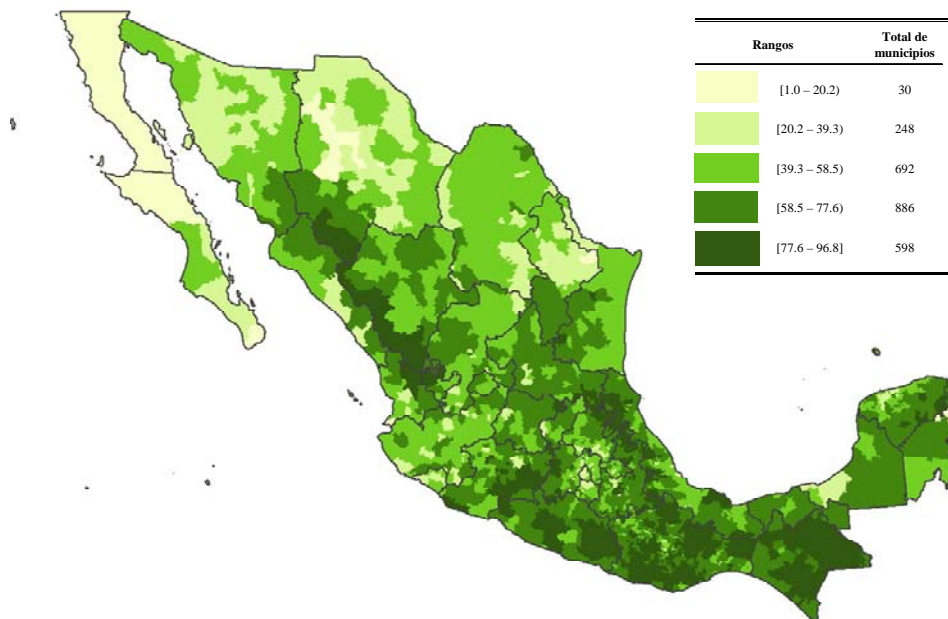 Rangos Total de municipios
[1.0 – 20.2) 30
[20.2 – 39.3) 248
[39.3 – 58.5) 692
[58.5 – 77.6) 886
[77.6 – 96.8] 598